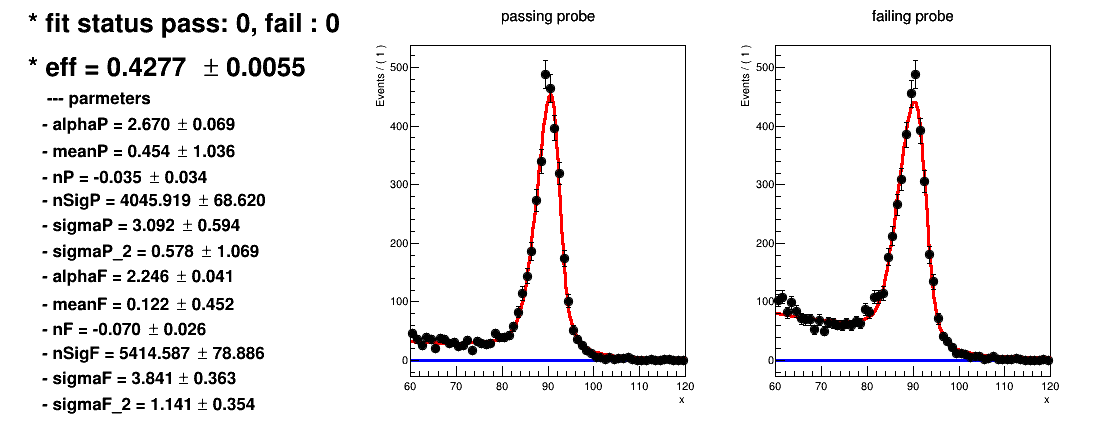 * fit status pass: 0, fail : 0
* eff = 0.4277 ± 0.0055
--- parmeters
- alphaP = 2.670 ± 0.069
- meanP = 0.454 ± 1.036
- nP = -0.035 ± 0.034
- nSigP = 4045.919 ± 68.620
- sigmaP = 3.092 ± 0.594
- sigmaP_2 = 0.578 ± 1.069
- alphaF = 2.246 ± 0.041
- meanF = 0.122 ± 0.452
- nF = -0.070 ± 0.026
- nSigF = 5414.587 ± 78.886
- sigmaF = 3.841 ± 0.363
- sigmaF_2 = 1.141 ± 0.354
passing probe
Events / ( 1 )
500
400
300
200
100
0
60 70 80 90 100 110 120
x
failing probe
Events / ( 1 )
500
400
300
200
100
0
60 70 80 90 100 110 120
x